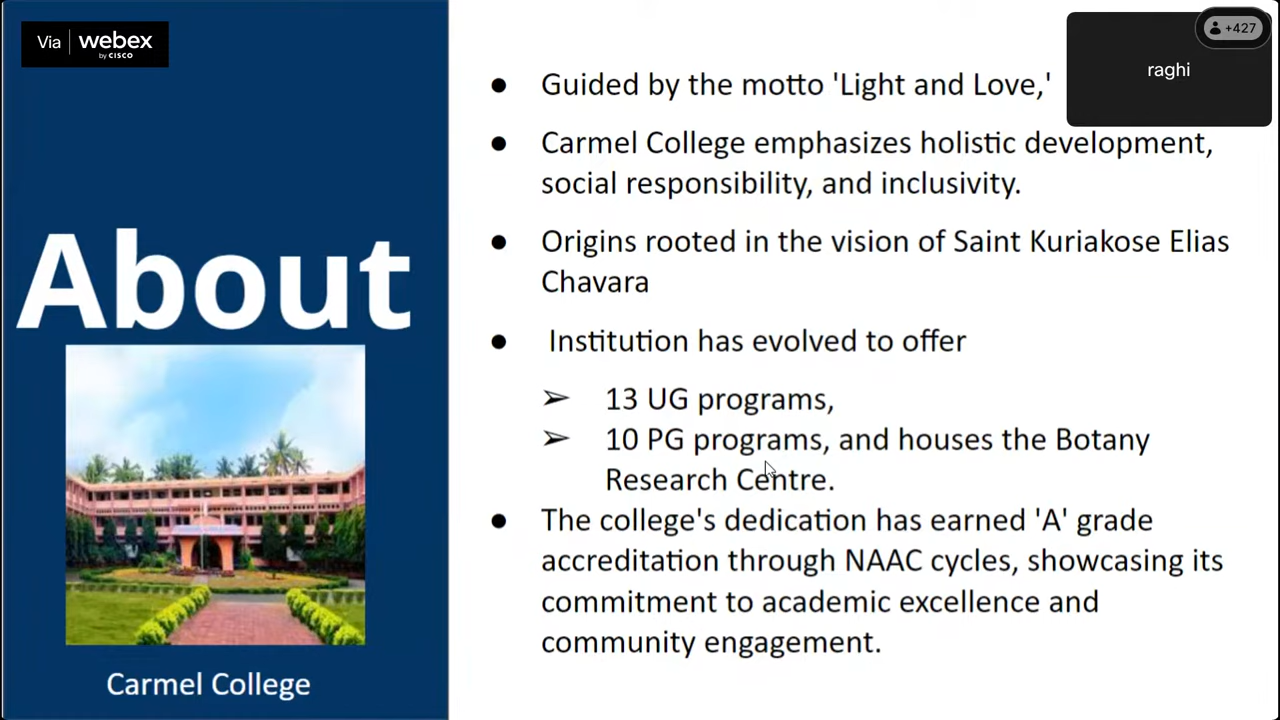 Via webex
by CISCO
+427
raghi
● Guided by the motto 'Light and Love,'
● Carmel College emphasizes holistic development,
social responsibility, and inclusivity.
● Origins rooted in the vision of Saint Kuriakose Elias
Chavara
● Institution has evolved to offer
➢ 13 UG programs,
➢ 10 PG programs, and houses the Botany
Research Centre.
● The college's dedication has earned 'A' grade
accreditation through NAAC cycles, showcasing its
commitment to academic excellence and
community engagement.
About
Carmel College